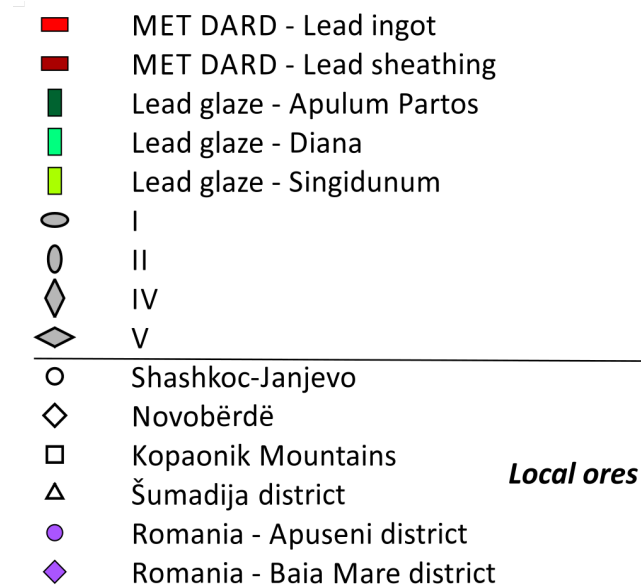 MET DARD - Lead ingot
MET DARD - Lead sheathing
Lead glaze - Apulum Partos
Lead glaze - Diana
Lead glaze - Singidunum
I
II
IV
V
Shashkoc-Janjevo
Novobërdë
Kopaonik Mountains
Local ores
Šumadija district
Romania - Apuseni district
Romania - Baia Mare district